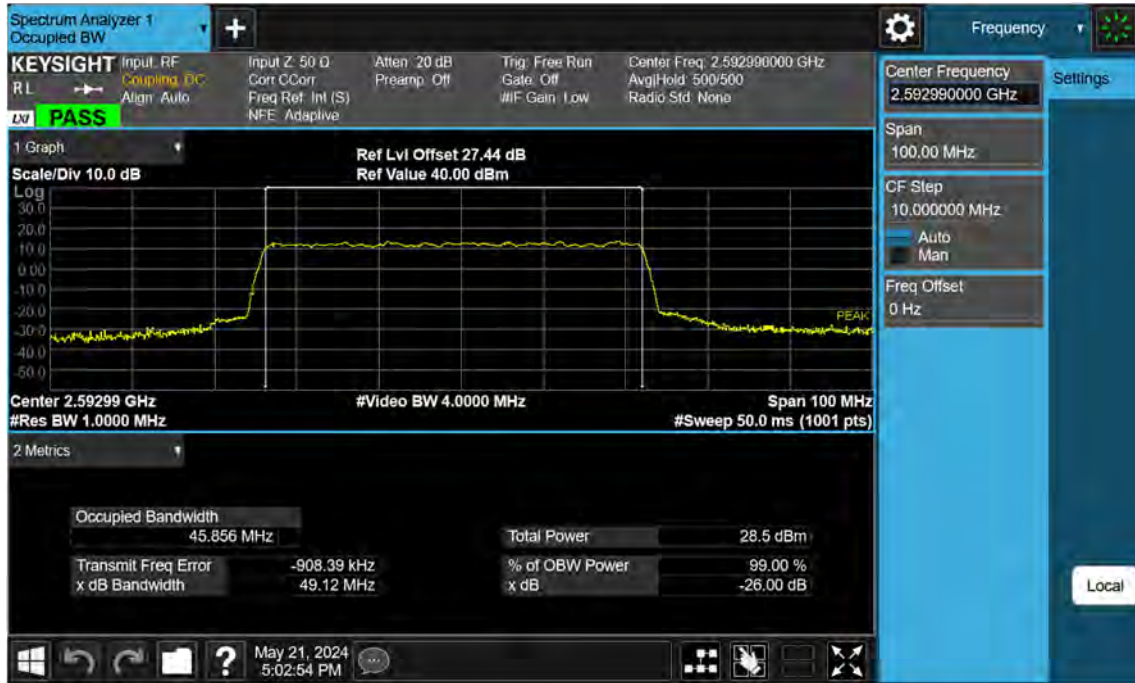 Spectrum Analyzer 1
Occupied BW
+
Frequency
KEYSIGHT
RL
LXI
PASS
Input: RF
Coupling: DC
Align: Auto
Input Z: 50 Ω
Corr CCorr
Freq Ref: Int (S)
NFE: Adaptive
Atten: 20 dB
Preamp: Off
Trig: Free Run
Gate: Off
#IF Gain: Low
Center Freq: 2.592990000 GHz
Avg|Hold: 500/500
Radio Std: None
1 Graph
Scale/Div 10.0 dB
Ref Lvl Offset 27.44 dB
Ref Value 40.00 dBm
Log
30.0
20.0
10.0
0.00
-10.0
-20.0
-30.0
-40.0
-50.0
PEAK
Center 2.59299 GHz
#Video BW 4.0000 MHz
Span 100 MHz
#Res BW 1.0000 MHz
#Sweep 50.0 ms (1001 pts)
2 Metrics
Occupied Bandwidth
45.856 MHz
Total Power 28.5 dBm
Transmit Freq Error -908.39 kHz
% of OBW Power 99.00 %
x dB Bandwidth 49.12 MHz
x dB -26.00 dB
Center Frequency
2.592990000 GHz
Settings
Span
100.00 MHz
CF Step
10.000000 MHz
Auto
Man
Freq Offset
0 Hz
Local
?
May 21, 2024
5:02:54 PM